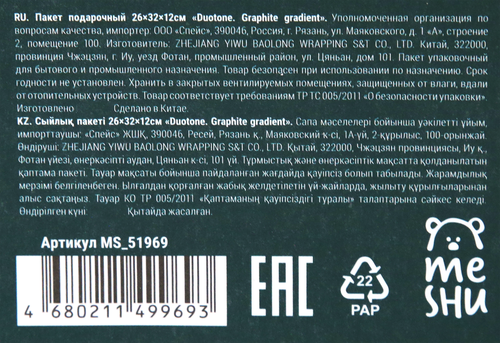 RU. Пакет подарочный 26×32×12см «Duotone. Graphite gradient». Уполномоченная организация по
вопросам качества, импортер: ООО «Спейс», 390046, Россия, г. Рязань, ул. Маяковского, д. 1 «А», строение
2, помещение 100. Изготовитель: ZHEJIANG YIWU BAOLONG WRAPPING S&T CO., LTD. Китай, 322000,
провинция Чжэцзян, г. Иу, уезд Фотан, промышленный район, ул. Цяньан, дом 101. Пакет упаковочный
для бытового и промышленного назначения. Товар безопасен при использовании по назначению. Срок
годности не установлен. Хранить в закрытых вентилируемых помещениях, защищенных от влаги, вдали
от отопительных устройств. Товар соответствует требованиям ТР ТС 005/2011 «О безопасности упаковки».
Изготовлено Сделано в Китае.
KZ. Сыйлық пакеті 26×32×12см «Duotone. Graphite gradient». Сапа мәселелері бойынша уәкілетті ұйым,
импорттаушы: «Спейс» ЖШҚ, 390046, Ресей, Рязань қ., Маяковский к-сі, 1А-үй, 2-құрылыс, 100-орынжай.
Өндіруші: ZHEJIANG YIWU BAOLONG WRAPPING S&T CO., LTD. Қытай, 322000, Чжэцзян провинциясы, Иу қ.,
Фотан уйезі, өнеркәсіпті аудан, Цяньан к-сі, 101 үй. Тұрмыстық және өнеркәсіптік мақсатта қолданылатын
қаптама пакеті. Тауар мақсаты бойынша пайдаланған жағдайда қауіпсіз болып табылады. Жарамдылық
мерзімі белгіленбеген. Ылғалдан қорғалған жабық желдетілетін үй-жайларда, жылыту құрылғыларынан
алыс сақтаңыз. Тауар КО ТР 005/2011 «Қаптаманың қауіпсіздігі туралы» талаптарына сәйкес келеді.
Өндірілген күні: Қытайда жасалған.
Артикул MS_51969
4 680211 499693
EAC
22
PAP
me
SHU